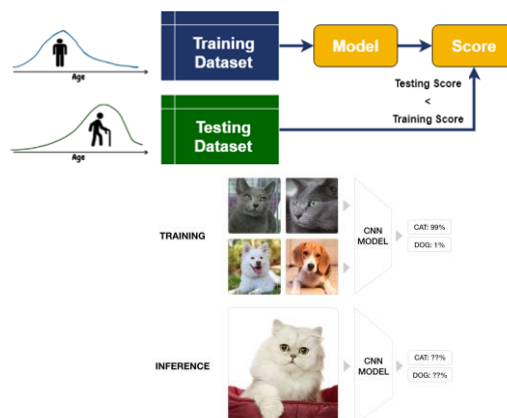 Training
Dataset
Model
Score
Age
Testing Score
<
Training Score
Testing
Dataset
Age
TRAINING
CNN
MODEL
CAT: 99%
DOG: 1%
INFERENCE
CNN
MODEL
CAT: ??%
DOG: ??%